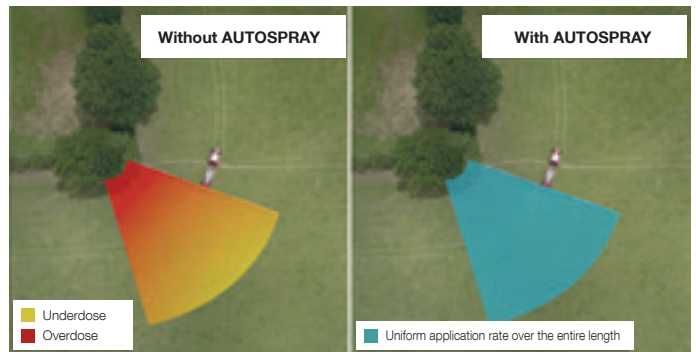 Without AUTOSPRAY
With AUTOSPRAY
Underdose
Overdose
Uniform application rate over the entire length